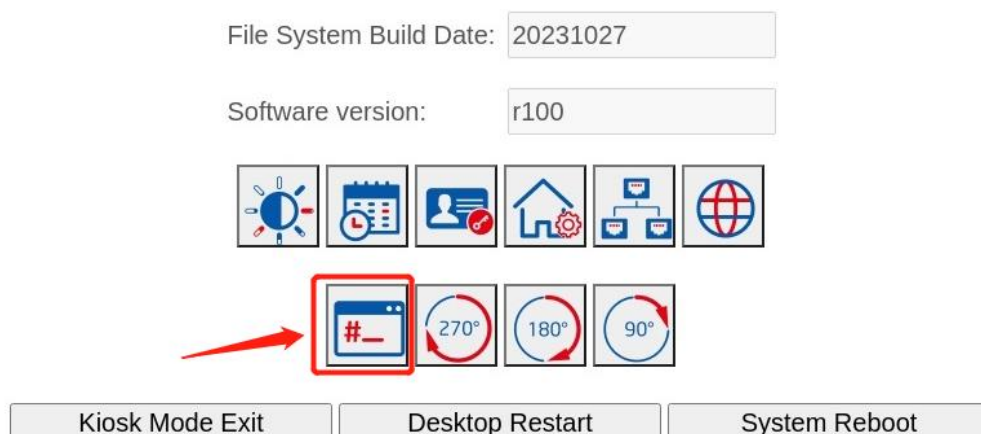 File System Build Date: 20231027
Software version: r100
#_
270° 180° 90°
Kiosk Mode Exit Desktop Restart System Reboot